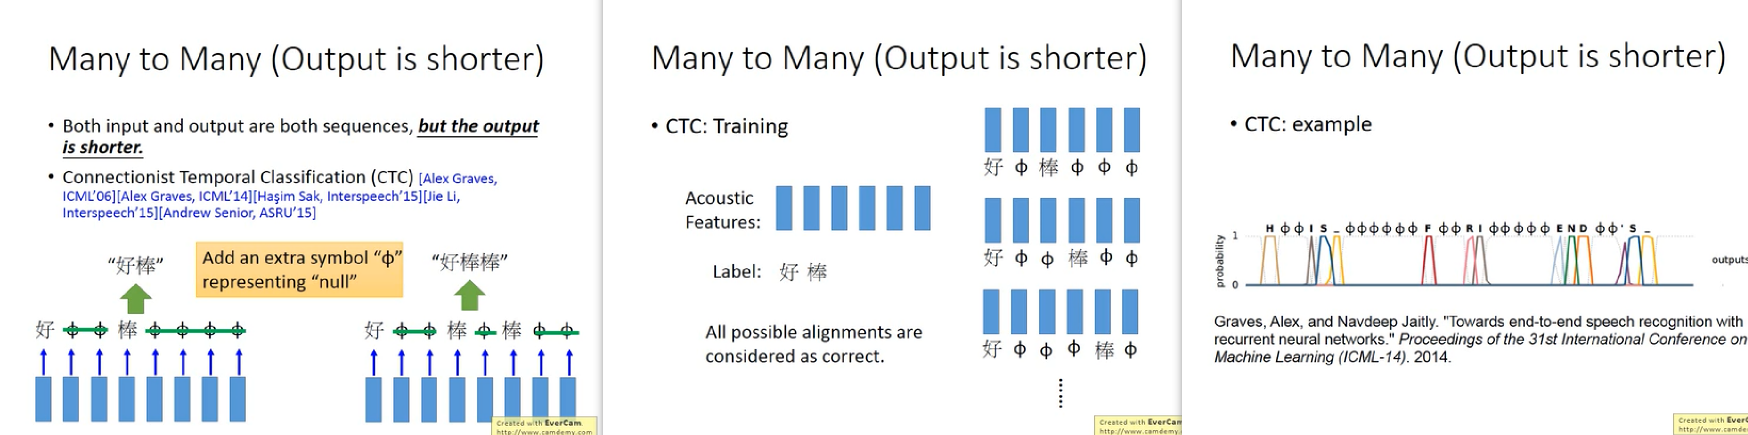 Many to Many (Output is shorter)
• Both input and output are both sequences, but the output
is shorter.
• Connectionist Temporal Classification (CTC) [Alex Graves,
ICML'06][Alex Graves, ICML'14][Haşim Sak, Interspeech'15][Jie Li,
Interspeech'15][Andrew Senior, ASRU'15]
"好棒"
Add an extra symbol "ϕ"
representing "null"
"好棒棒"
好 ϕ ϕ 棒 ϕ ϕ ϕ ϕ
好 ϕ ϕ 棒 ϕ 棒 ϕ ϕ
Created with EverCam.
http://www.camdemy.com
Many to Many (Output is shorter)
• CTC: Training
Acoustic
Features:
Label: 好 棒
All possible alignments are
considered as correct.
好 ϕ 棒 ϕ ϕ ϕ
好 ϕ ϕ 棒 ϕ ϕ
好 ϕ ϕ ϕ 棒 ϕ
Created with EverCam
http://www.camdemy.
Many to Many (Output is shorter)
• CTC: example
H ϕ ϕ I S _ ϕ ϕ ϕ ϕ ϕ ϕ F ϕ ϕ R I ϕ ϕ ϕ ϕ ϕ E N D ϕ ϕ ' S _
probability
1
0
outputs
Graves, Alex, and Navdeep Jaitly. "Towards end-to-end speech recognition with
recurrent neural networks." Proceedings of the 31st International Conference on
Machine Learning (ICML-14). 2014.
Created with Eve
http://www.came